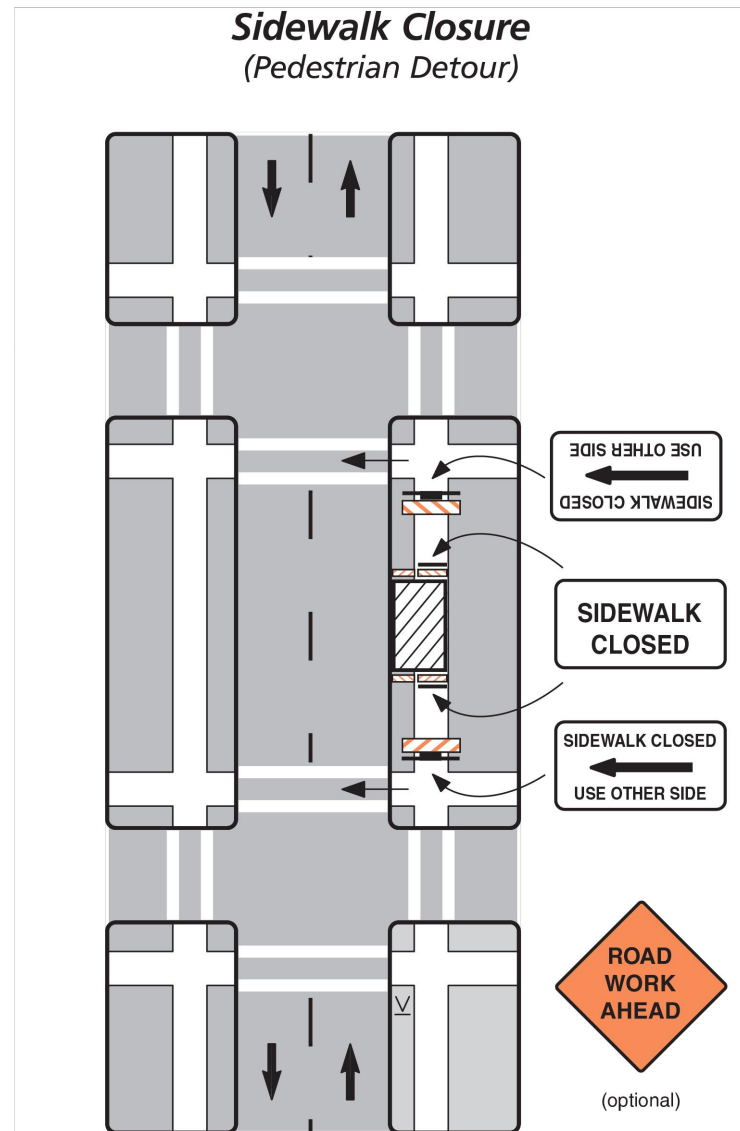 Sidewalk Closure
(Pedestrian Detour)
SIDEWALK CLOSED
USE OTHER SIDE
SIDEWALK
CLOSED
SIDEWALK CLOSED
USE OTHER SIDE
ROAD
WORK
AHEAD
(optional)